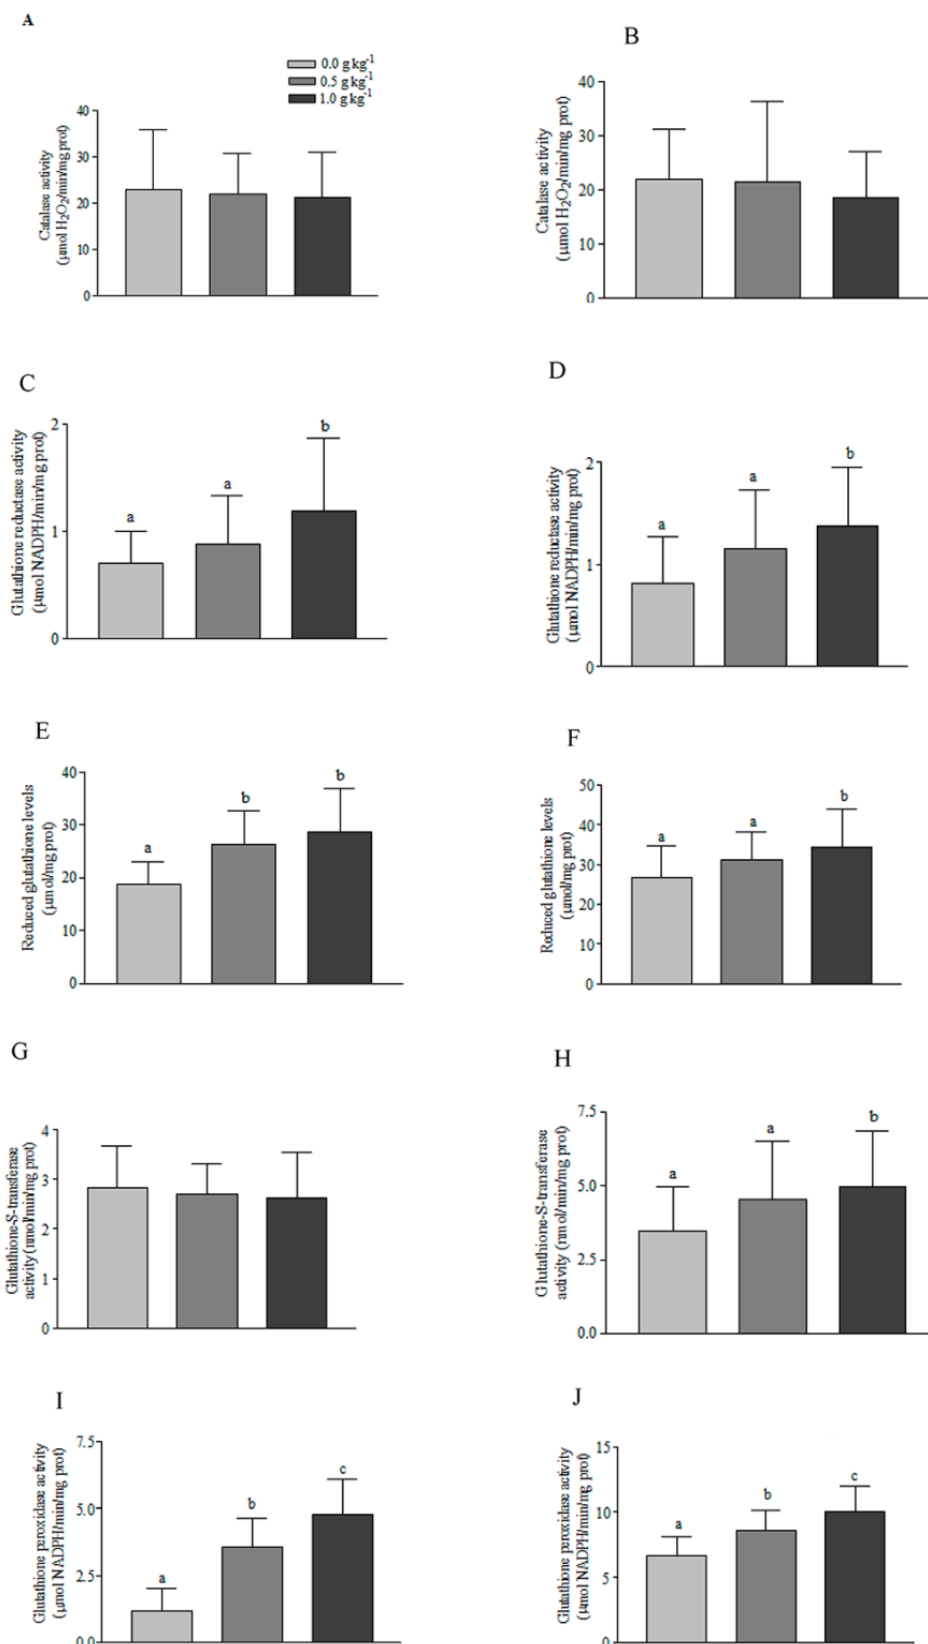 A
0.0 g kg-1
0.5 g kg-1
1.0 g kg-1
Catalase activity
(µmol H2O2/min/mg prot)
40
30
20
10
0
B
Catalase activity
(µmol H2O2/min/mg prot)
40
30
20
10
0
C
Glutathione reductase activity
(µmol NADPH/min/mg prot)
2
1
0
a
a
b
D
Glutathione reductase activity
(µmol NADPH/min/mg prot)
2
1
0
a
a
b
E
Reduced glutathione levels
(µmol/mg prot)
40
30
20
10
0
a
b
b
F
Reduced glutathione levels
(µmol/mg prot)
50
40
30
20
10
0
a
a
b
G
Glutathione-S-transferase
activity (nmol/min/mg prot)
4
3
2
1
0
H
Glutathione-S-transferase
activity (nmol/min/mg prot)
7.5
5.0
2.5
0.0
a
a
b
I
Glutathione peroxidase activity
(µmol NADPH/min/mg prot)
7.5
5.0
2.5
0.0
a
b
c
J
Glutathione peroxidase activity
(µmol NADPH/min/mg prot)
15
10
5
0
a
b
c